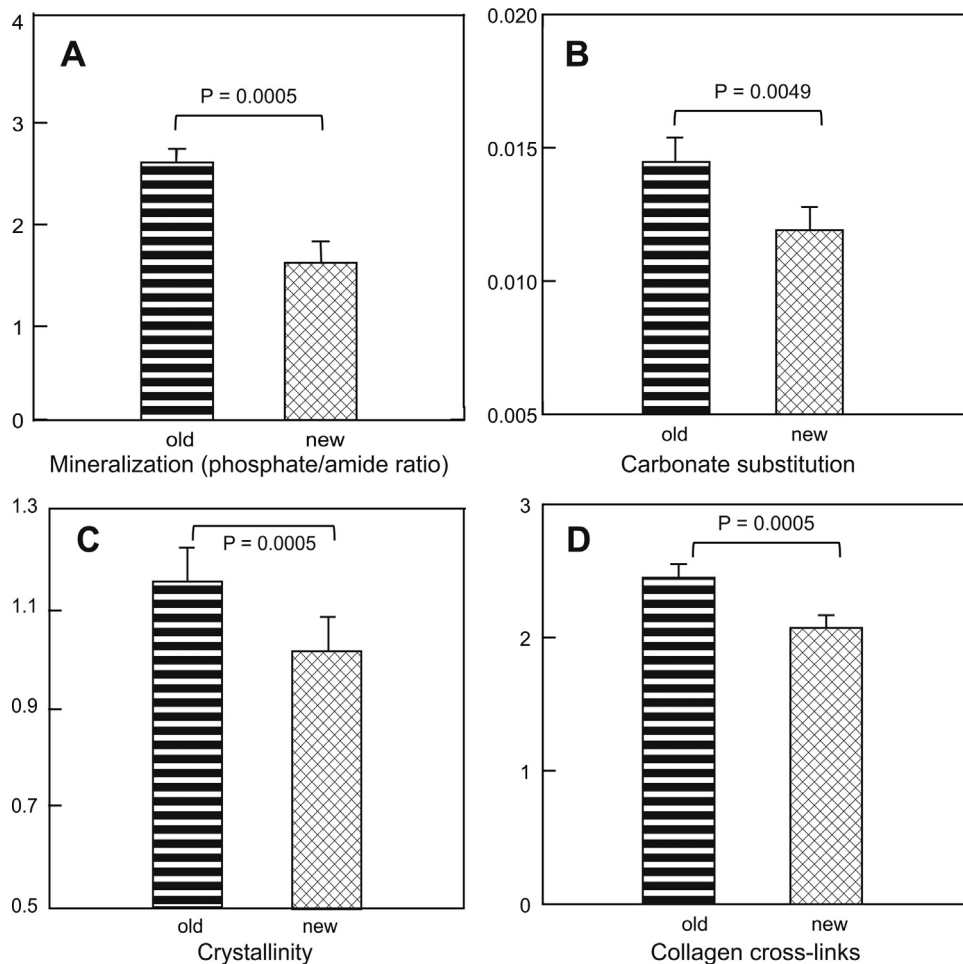 A
4
3
2
1
0
P = 0.0005
old new
Mineralization (phosphate/amide ratio)
B
0.020
0.015
0.010
0.005
P = 0.0049
old new
Carbonate substitution
C
1.3
1.1
0.9
0.7
0.5
P = 0.0005
old new
Crystallinity
D
3
2
1
0
P = 0.0005
old new
Collagen cross-links